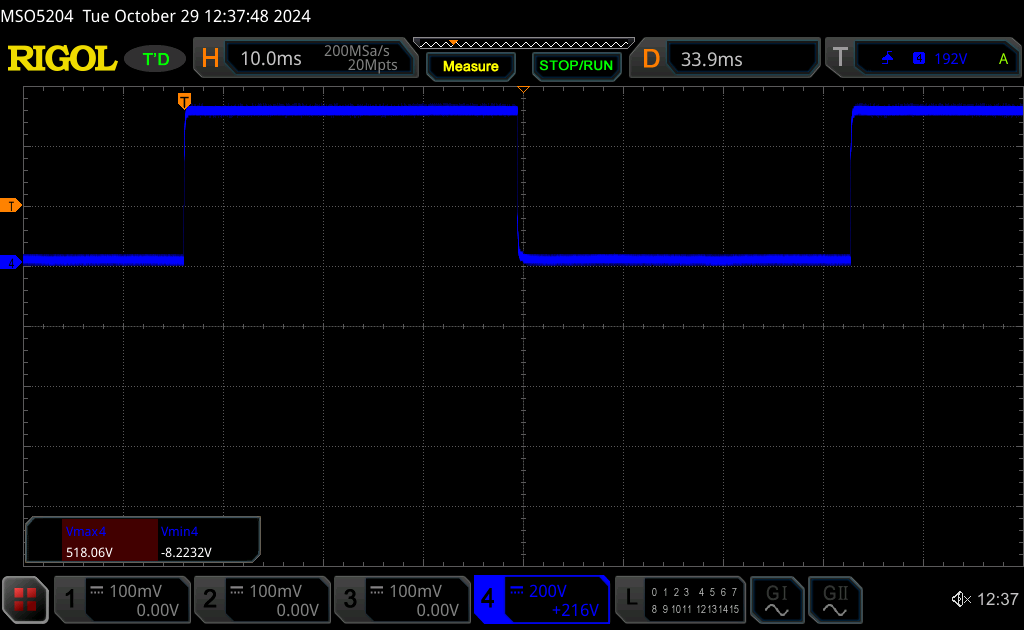 MSO5204 Tue October 29 12:37:48 2024
RIGOL T'D H 10.0ms 200MSa/s 20Mpts Measure STOP/RUN D 33.9ms T 1 192V A
T
T
4
Vmax4 Vmin4
518.06V -8.2232V
1 100mV 0.00V 2 100mV 0.00V 3 100mV 0.00V 4 200V +216V L 0 1 2 3 4 5 6 7 8 9 10 11 12 13 14 15 GI GII 12:37